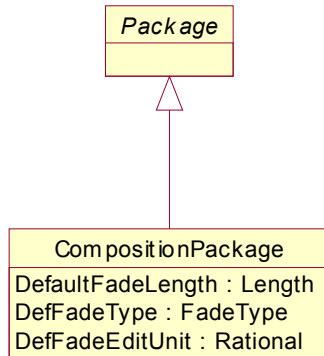 Package
CompositionPackage
DefaultFadeLength : Length
DefFadeType : FadeType
DefFadeEditUnit : Rational